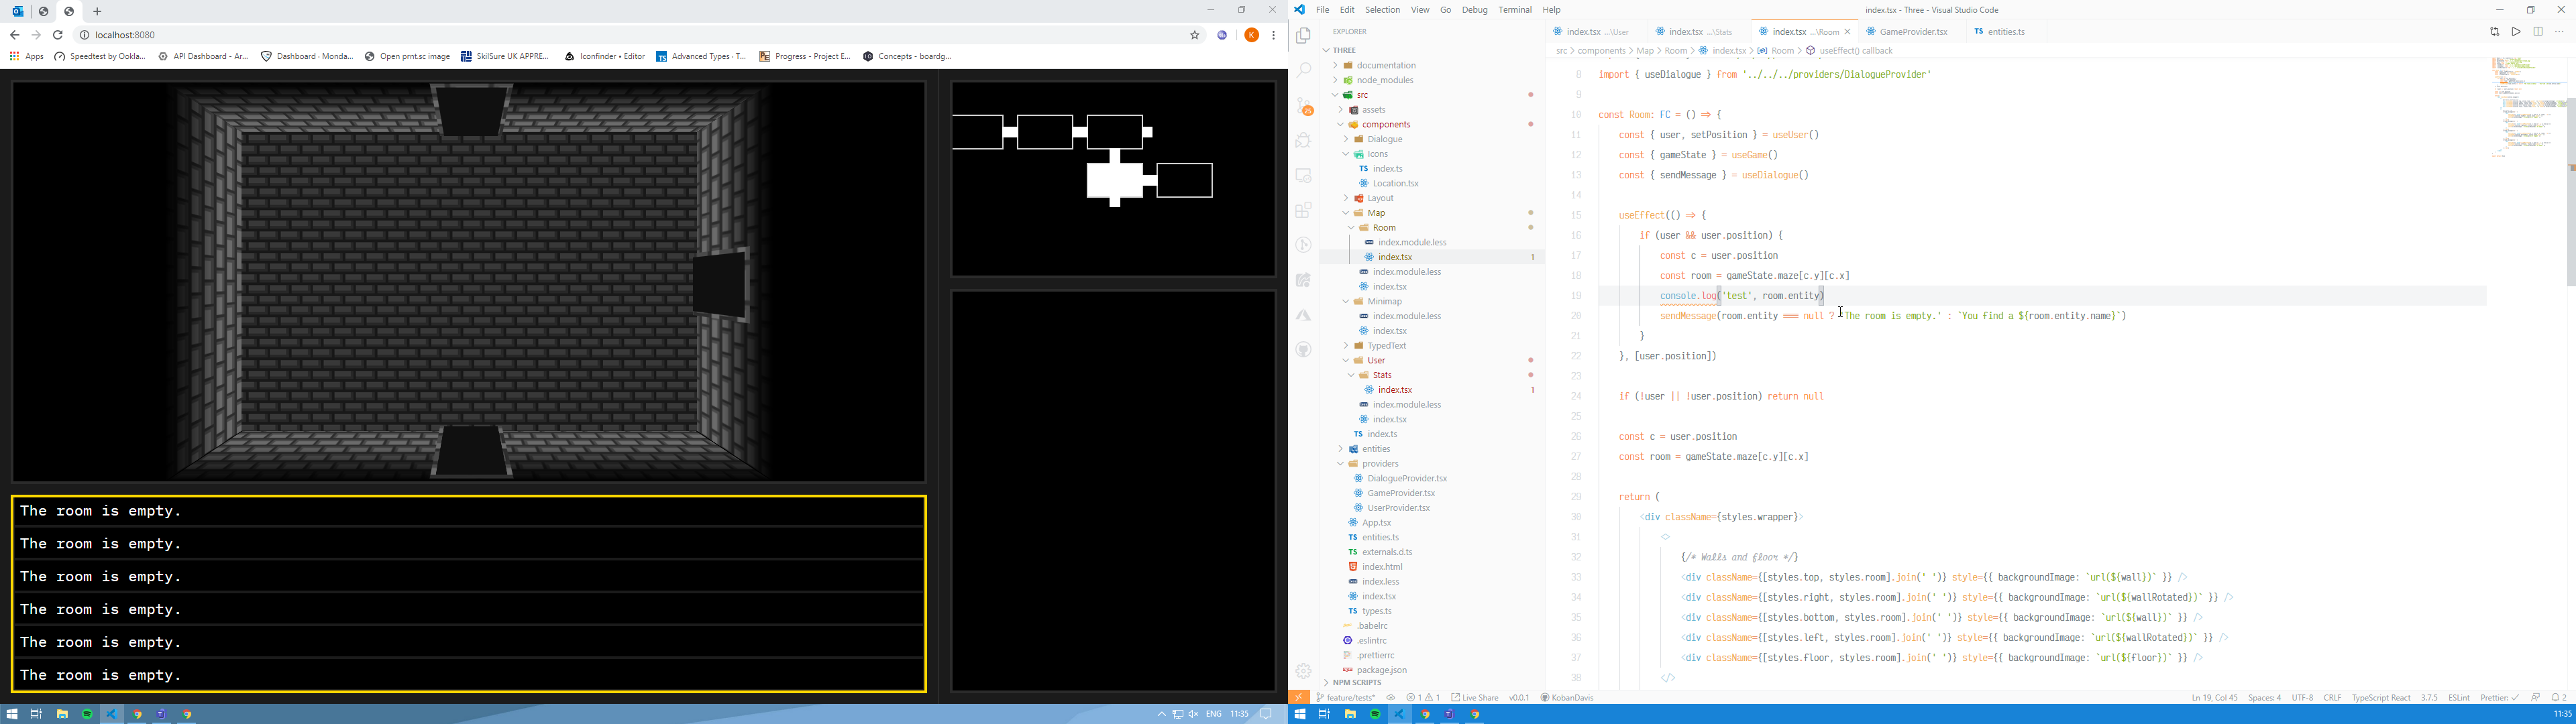 localhost:8080
K
Apps
Speedtest by Ookla...
API Dashboard - Ar...
Dashboard - Monda...
Open prnt.sc image
SkilSure UK APPRE...
Iconfinder • Editor
Advanced Types - T...
Progress - Project E...
Concepts — boardg...
The room is empty.
The room is empty.
The room is empty.
The room is empty.
The room is empty.
The room is empty.
ENG 11:35
File Edit Selection View Go Debug Terminal Help
index.tsx - Three - Visual Studio Code
EXPLORER
THREE
documentation
node_modules
src
assets
components
Dialogue
Icons
index.ts
Location.tsx
Layout
Map
Room
index.module.less
index.tsx 1
index.module.less
index.tsx
Minimap
index.module.less
index.tsx
TypedText
User
Stats
index.tsx 1
index.module.less
index.tsx
index.ts
entities
providers
DialogueProvider.tsx
GameProvider.tsx
UserProvider.tsx
App.tsx
entities.ts
externals.d.ts
index.html
index.less
index.tsx
types.ts
.babelrc
.eslintrc
.prettierrc
package.json
NPM SCRIPTS
index.tsx ...\User
index.tsx ...\Stats
index.tsx ...\Room
GameProvider.tsx
entities.ts
src > components > Map > Room > index.tsx > Room > useEffect() callback
8 import { useDialogue } from '../../../providers/DialogueProvider'
9
10 const Room: FC = () => {
11 const { user, setPosition } = useUser()
12 const { gameState } = useGame()
13 const { sendMessage } = useDialogue()
14
15 useEffect(() => {
16 if (user && user.position) {
17 const c = user.position
18 const room = gameState.maze[c.y][c.x]
19 console.log('test', room.entity)
20 sendMessage(room.entity === null ? 'The room is empty.' : `You find a ${room.entity.name}`)
21 }
22 }, [user.position])
23
24 if (!user || !user.position) return null
25
26 const c = user.position
27 const room = gameState.maze[c.y][c.x]
28
29 return (
30 <div className={styles.wrapper}>
31 <>
32 {/* Walls and floor */}
33 <div className={[styles.top, styles.room].join(' ')} style={{ backgroundImage: `url(${wall})` }} />
34 <div className={[styles.right, styles.room].join(' ')} style={{ backgroundImage: `url(${wallRotated})` }} />
35 <div className={[styles.bottom, styles.room].join(' ')} style={{ backgroundImage: `url(${wall})` }} />
36 <div className={[styles.left, styles.room].join(' ')} style={{ backgroundImage: `url(${wallRotated})` }} />
37 <div className={[styles.floor, styles.room].join(' ')} style={{ backgroundImage: `url(${floor})` }} />
38 </>
feature/tests* 1 1 Live Share v0.0.1 KobanDavis
Ln 19, Col 45 Spaces: 4 UTF-8 CRLF TypeScript React 3.7.5 ESLint Prettier: ✓ 2
11:35